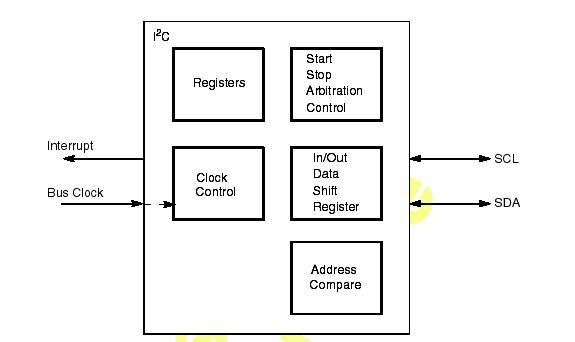 I²C
Registers
Start
Stop
Arbitration
Control
Interrupt
Bus Clock
Clock
Control
In/Out
Data
Shift
Register
SCL
SDA
Address
Compare